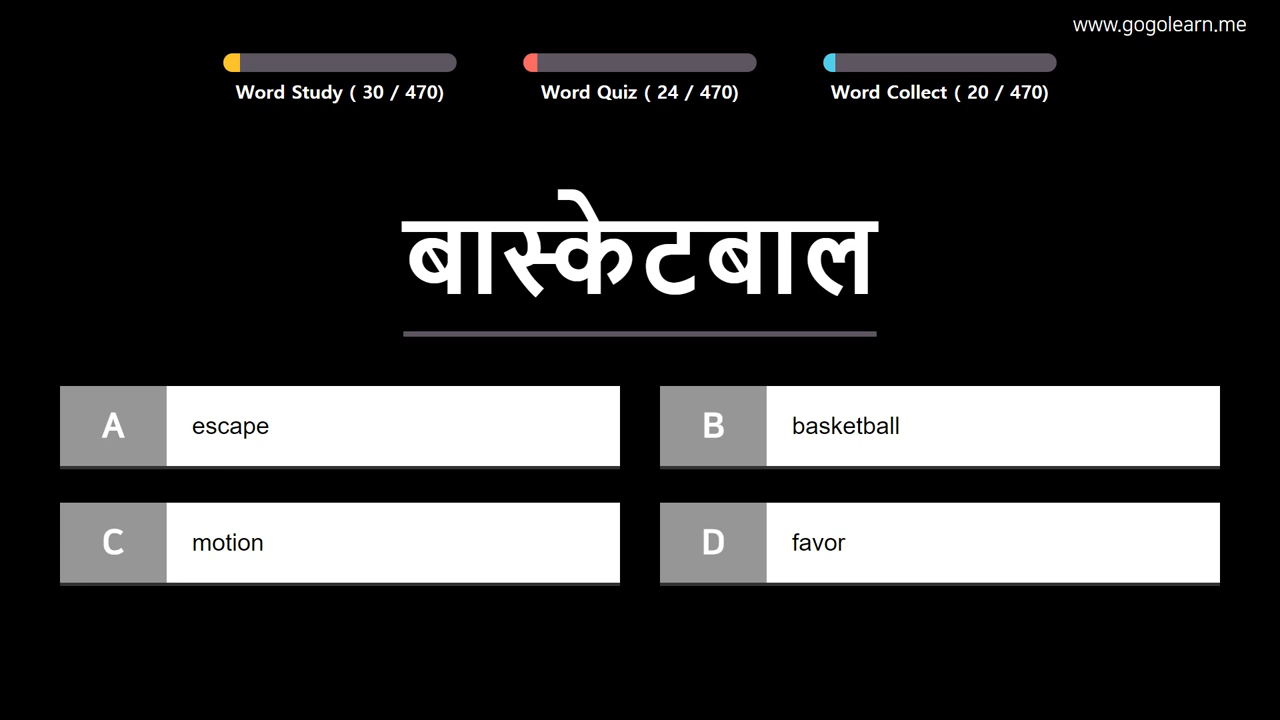 www.gogolearn.me
Word Study ( 30 / 470)
Word Quiz ( 24 / 470)
Word Collect ( 20 / 470)
बास्केटबाल
A escape
B basketball
C motion
D favor